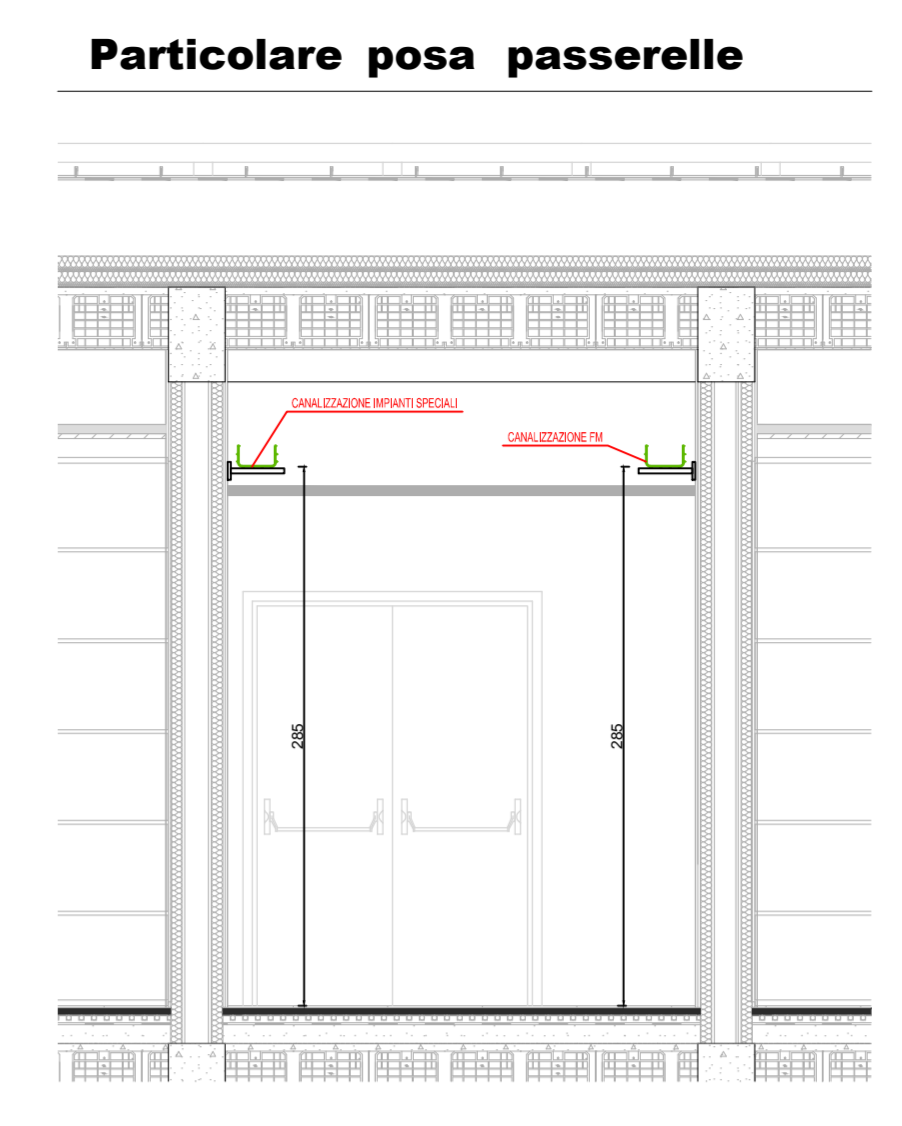 Particolare posa passerelle
CANALIZZAZIONE IMPIANTI SPECIALI
CANALIZZAZIONE FM
285
285